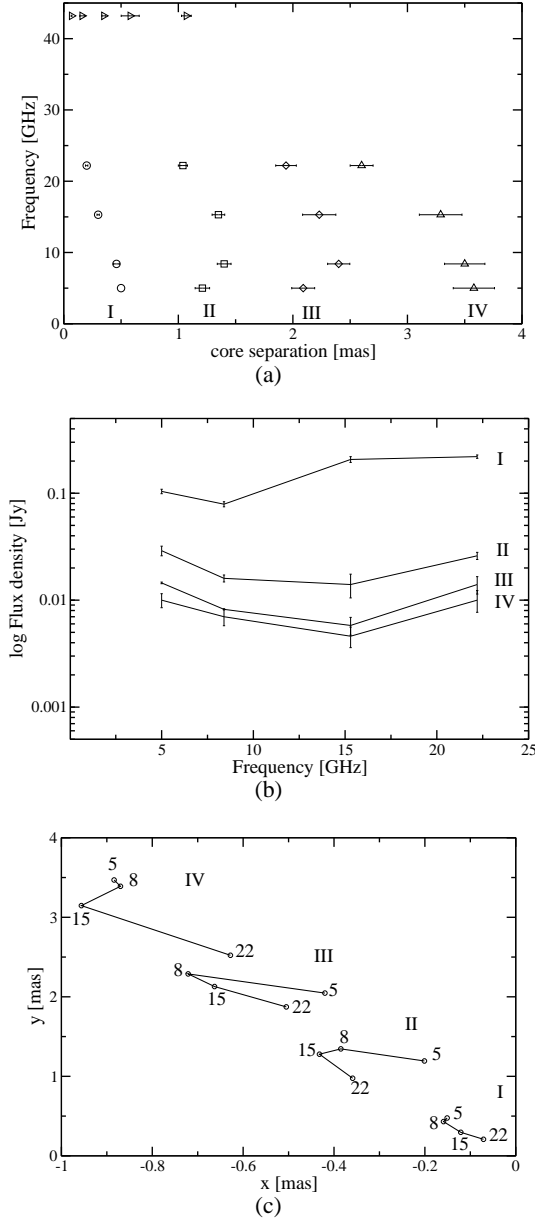 Frequency [GHz]
40
30
20
10
0
I
II
III
IV
0
1
2
3
4
core separation [mas]
(a)
log Flux density [Jy]
0.1
0.01
0.001
I
II
III
IV
5
10
15
20
25
Frequency [GHz]
(b)
y [mas]
4
3
2
1
0
5
8
IV
15
22
III
8
15
22
5
II
8
15
5
22
I
5
8
15
22
-1
-0.8
-0.6
-0.4
-0.2
0
x [mas]
(c)